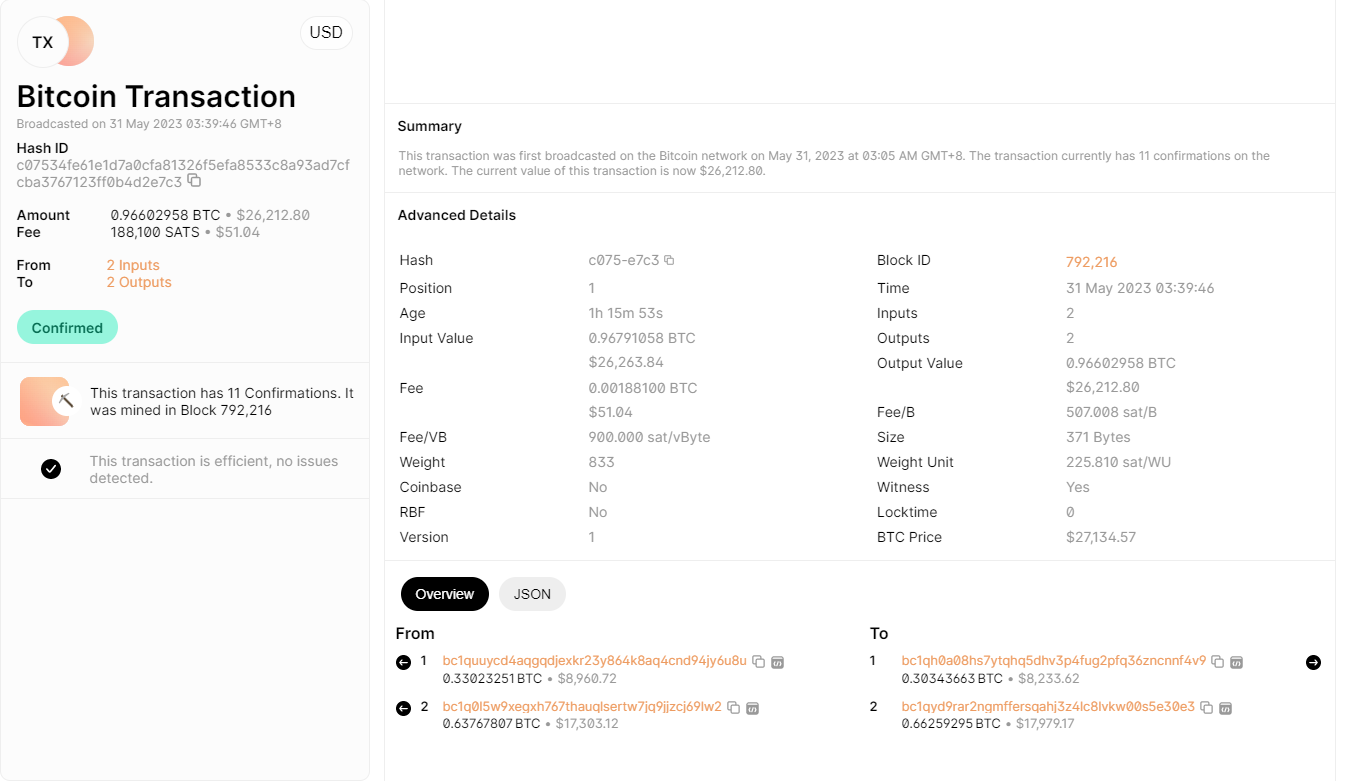 TX
USD
Bitcoin Transaction
Broadcasted on 31 May 2023 03:39:46 GMT+8
Hash ID
c07534fe61e1d7a0cfa81326f5efa8533c8a93ad7cf
cba3767123ff0b4d2e7c3
Amount 0.96602958 BTC • $26,212.80
Fee 188,100 SATS • $51.04
From 2 Inputs
To 2 Outputs
Confirmed
This transaction has 11 Confirmations. It
was mined in Block 792,216
This transaction is efficient, no issues
detected.
Summary
This transaction was first broadcasted on the Bitcoin network on May 31, 2023 at 03:05 AM GMT+8. The transaction currently has 11 confirmations on the
network. The current value of this transaction is now $26,212.80.
Advanced Details
Hash c075-e7c3
Position 1
Age 1h 15m 53s
Input Value 0.96791058 BTC
$26,263.84
Fee 0.00188100 BTC
$51.04
Fee/VB 900.000 sat/vByte
Weight 833
Coinbase No
RBF No
Version 1
Block ID 792,216
Time 31 May 2023 03:39:46
Inputs 2
Outputs 2
Output Value 0.96602958 BTC
$26,212.80
Fee/B 507.008 sat/B
Size 371 Bytes
Weight Unit 225.810 sat/WU
Witness Yes
Locktime 0
BTC Price $27,134.57
Overview JSON
From
1 bc1quuycd4aqgqdjexkr23y864k8aq4cnd94jy6u8u
0.33023251 BTC • $8,960.72
2 bc1q0l5w9xegxh767thauqlsertw7jq9jjzcj69lw2
0.63767807 BTC • $17,303.12
To
1 bc1qh0a08hs7ytqhq5dhv3p4fug2pfq36zncnnf4v9
0.30343663 BTC • $8,233.62
2 bc1qyd9rar2ngmffersqahj3z4lc8lvkw00s5e30e3
0.66259295 BTC • $17,979.17